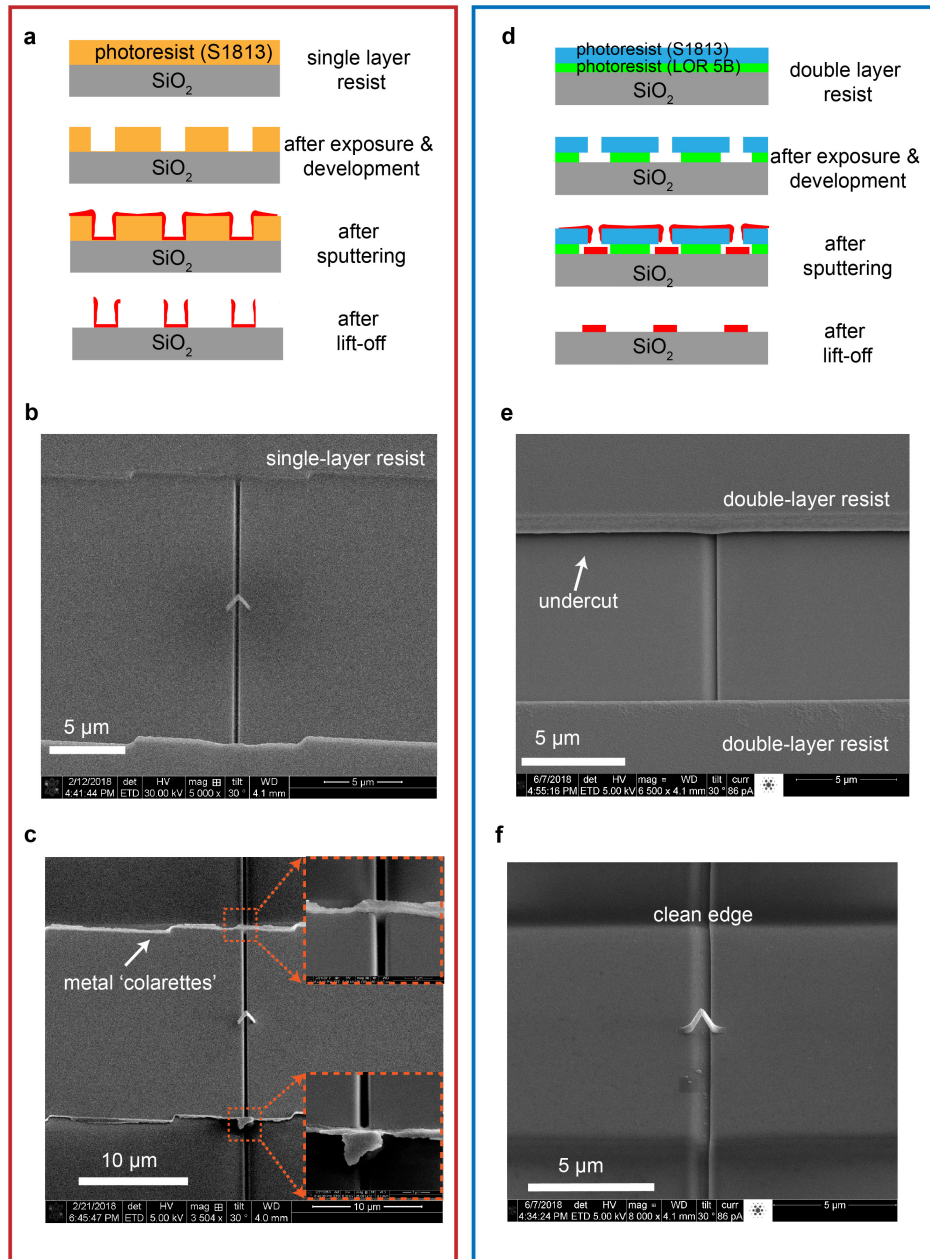 a
photoresist (S1813)
SiO2
single layer
resist
SiO2
after exposure &
development
SiO2
after
sputtering
SiO2
after
lift-off
b
single-layer resist
5 µm
2/12/2018 det HV mag tilt WD
4:41:44 PM ETD 30.00 kV 5 000 x 30 ° 4.1 mm
5 µm
c
metal 'colarettes'
10 µm
2/21/2018 det HV mag tilt WD
6:45:47 PM ETD 5.00 kV 3 504 x 30 ° 4.0 mm
10 µm
d
photoresist (S1813)
photoresist (LOR 5B)
SiO2
double layer
resist
SiO2
after exposure &
development
SiO2
after
sputtering
SiO2
after
lift-off
e
double-layer resist
undercut
5 µm
double-layer resist
6/7/2018 det HV mag WD tilt curr
4:55:16 PM ETD 5.00 kV 6 500 x 4.1 mm 30 ° 86 pA
5 µm
f
clean edge
5 µm
6/7/2018 det HV mag WD tilt curr
4:34:24 PM ETD 5.00 kV 8 000 x 4.1 mm 30 ° 86 pA
5 µm